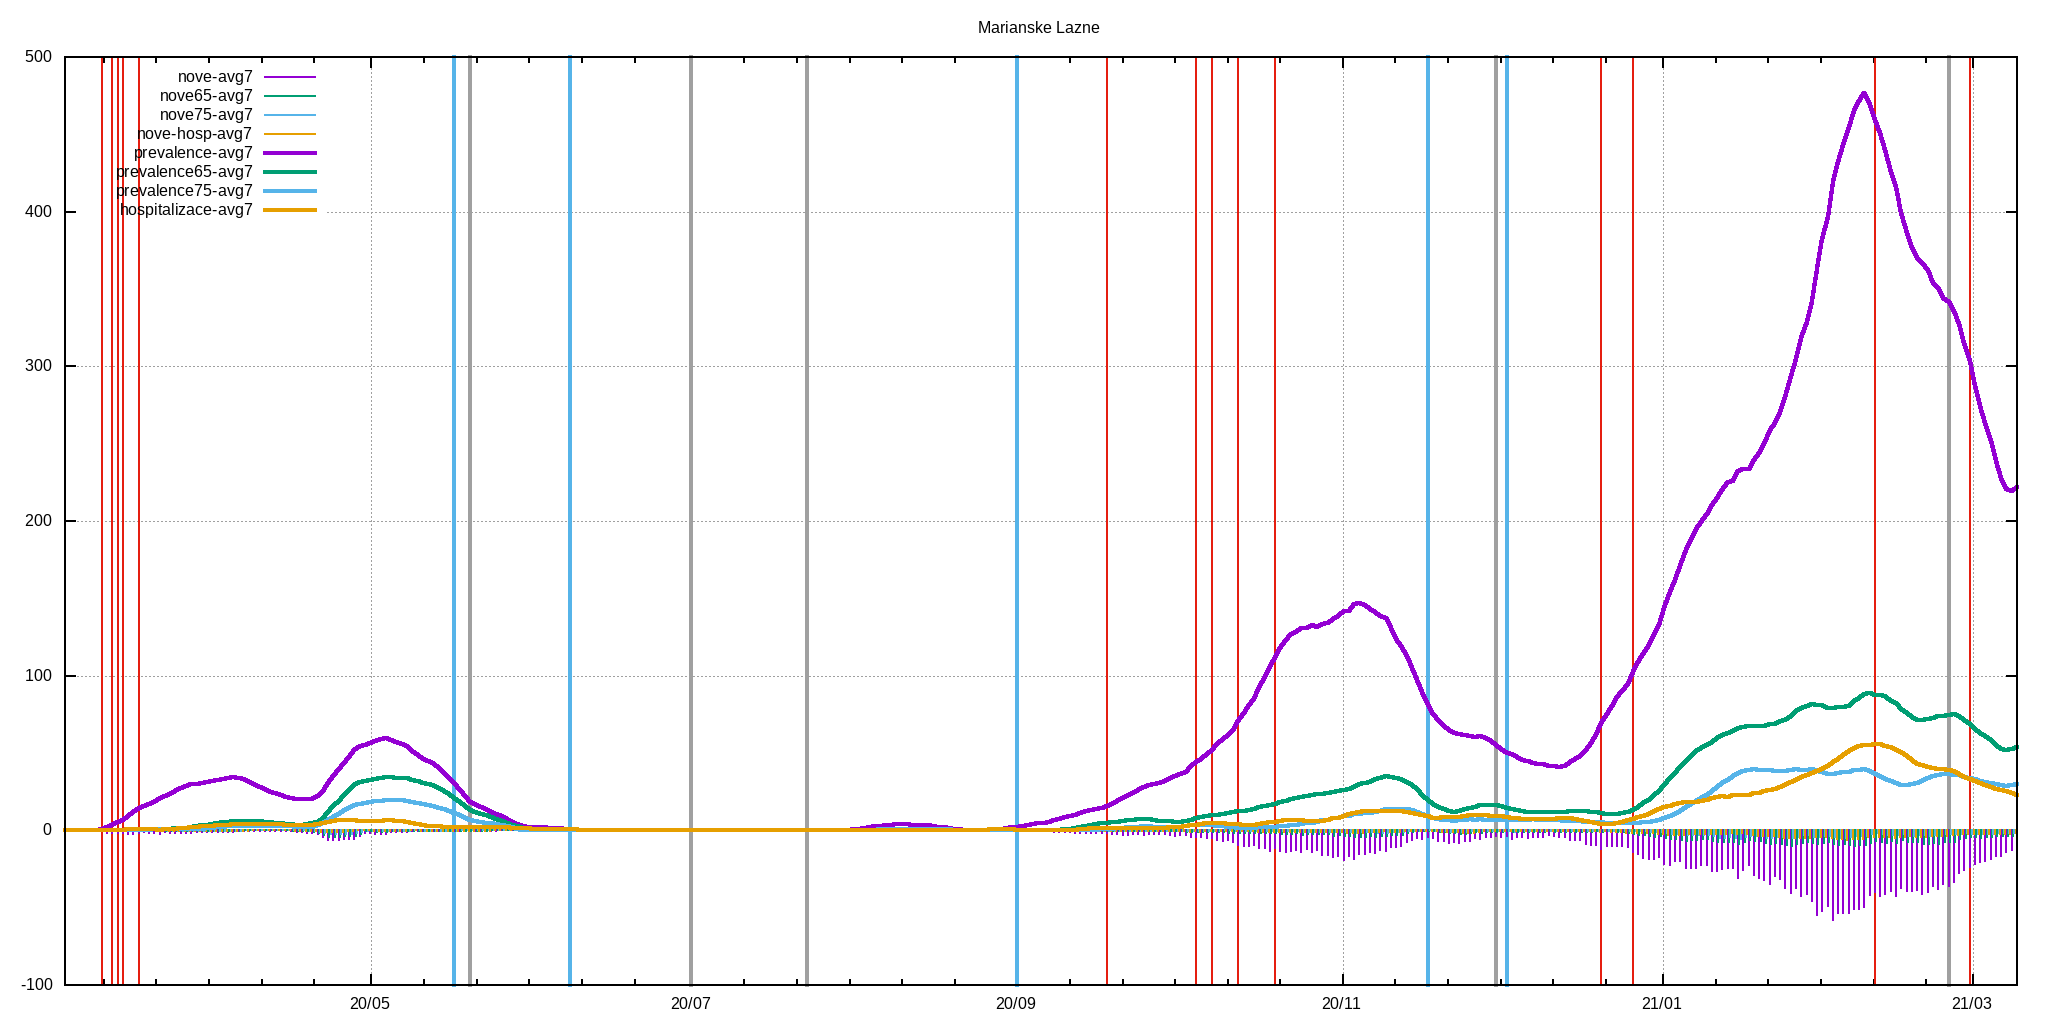 Marianske Lazne
500
400
300
200
100
0
-100
nove-avg7
nove65-avg7
nove75-avg7
nove-hosp-avg7
prevalence-avg7
prevalence65-avg7
prevalence75-avg7
hospitalizace-avg7
20/05
20/07
20/09
20/11
21/01
21/03